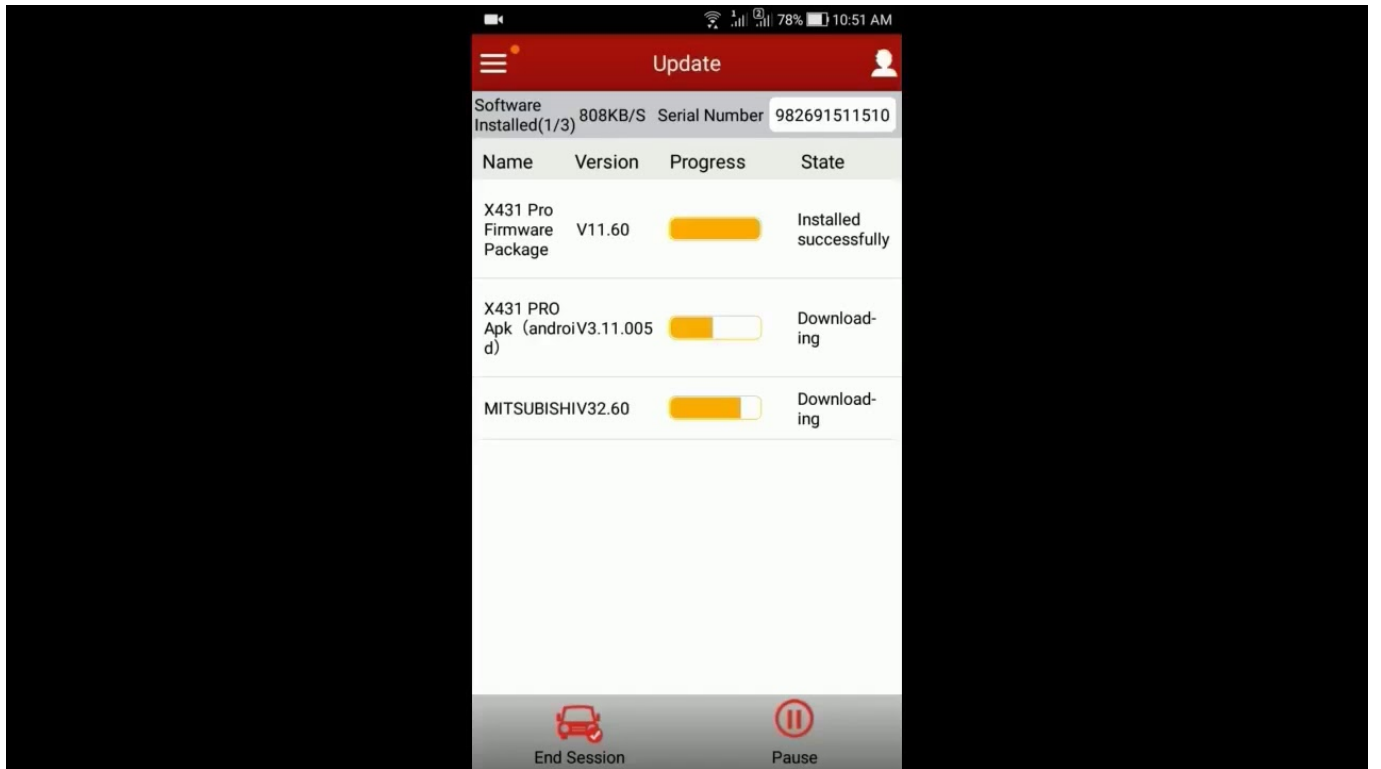 1 2 78% 10:51 AM
Update
Software
Installed(1/3) 808KB/S Serial Number 982691511510
Name Version Progress State
X431 Pro
Firmware
Package
V11.60
Installed
successfully
X431 PRO
Apk（androi
d）
V3.11.005
Download-
ing
MITSUBISHI
V32.60
Download-
ing
End Session
Pause